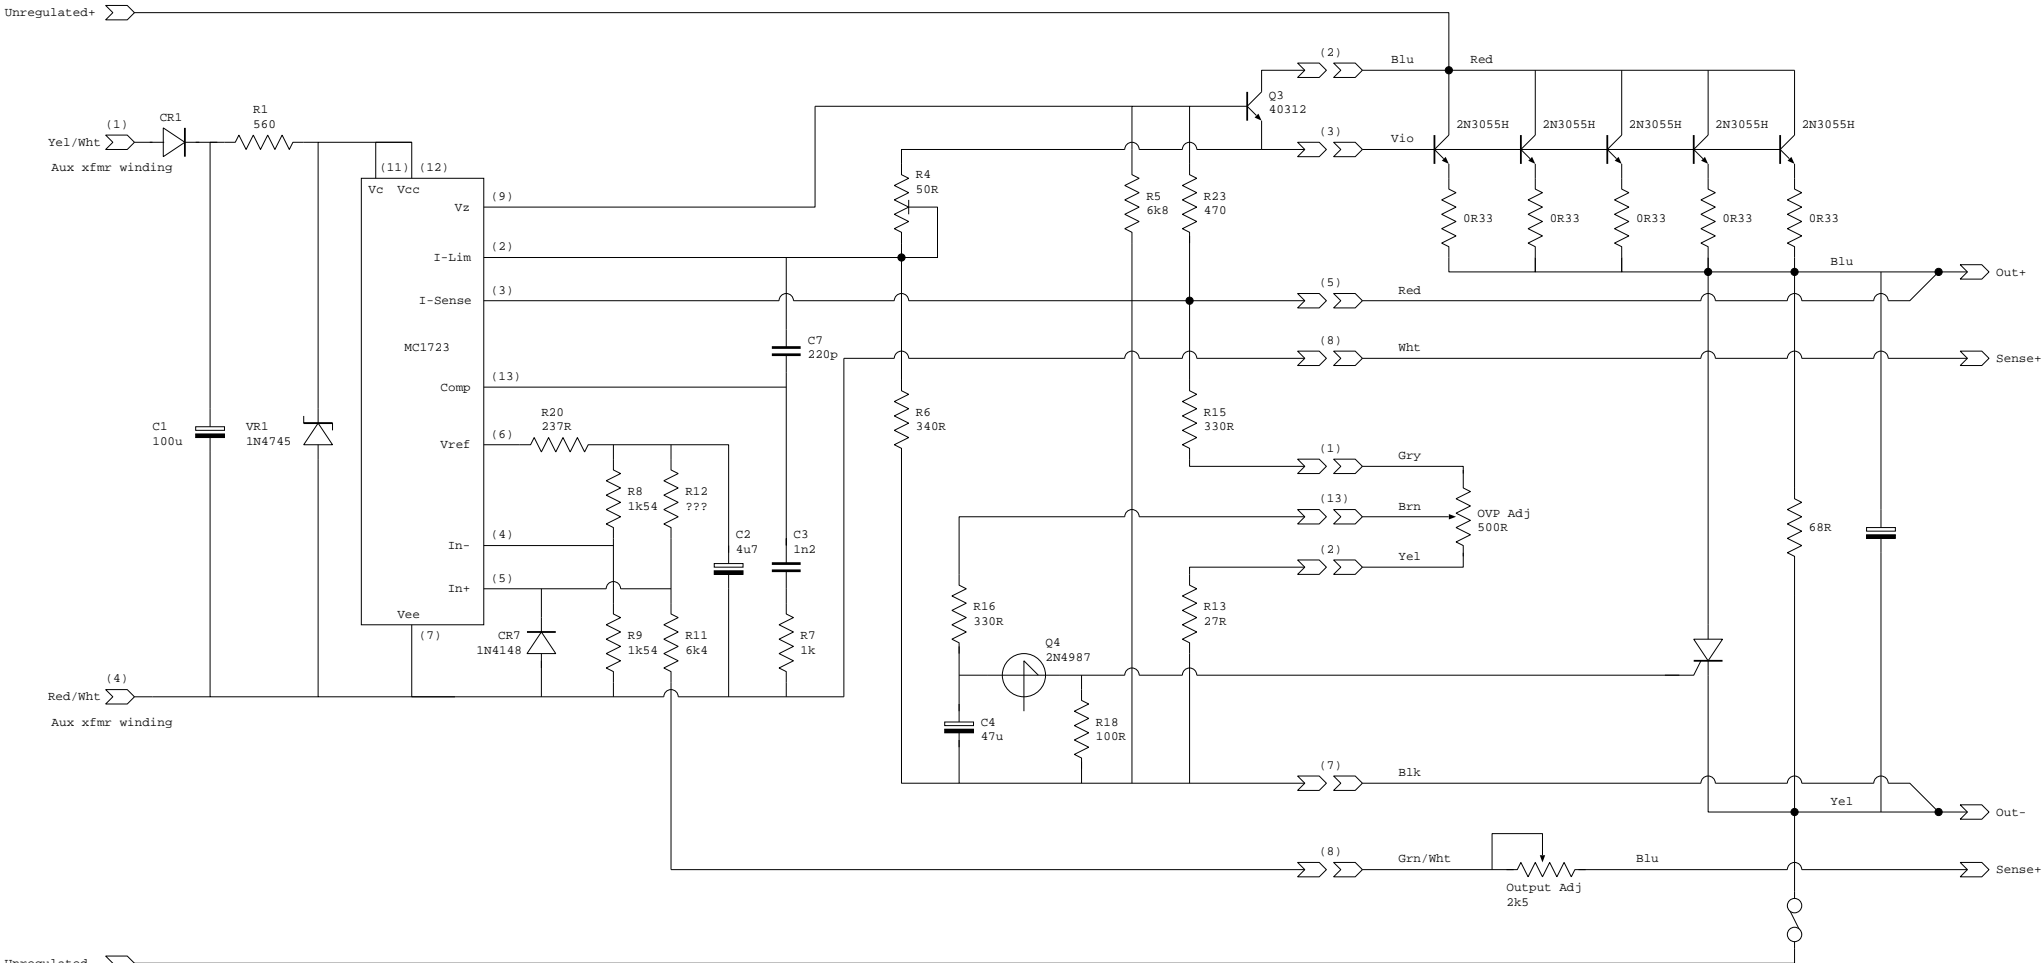 Unregulated+
(2)
Blu
Red
Q3
40312
R1
560
CR1
(1)
Yel/Wht
Aux xfmr winding
(11)
(12)
Vc
Vcc
(3)
Vio
2N3055H
2N3055H
2N3055H
2N3055H
2N3055H
R4
50R
(9)
Vz
R5
6k8
R23
470
0R33
0R33
0R33
0R33
0R33
(2)
I-Lim
Blu
Out+
(3)
I-Sense
(5)
Red
MC1723
C7
220p
(8)
Wht
Sense+
(13)
Comp
R20
237R
R6
340R
R15
330R
C1
100u
VR1
1N4745
(6)
Vref
(1)
Gry
R8
1k54
R12
???
(13)
Brn
OVP Adj
500R
68R
(4)
In-
C2
4u7
C3
1n2
(2)
Yel
(5)
In+
Vee
(7)
CR7
1N4148
R9
1k54
R11
6k4
R7
1k
R16
330R
R13
27R
Q4
2N4987
(4)
Red/Wht
Aux xfmr winding
C4
47u
R18
100R
(7)
Blk
Yel
Out-
(8)
Grn/Wht
Blu
Sense+
Output Adj
2k5
Unregulated-